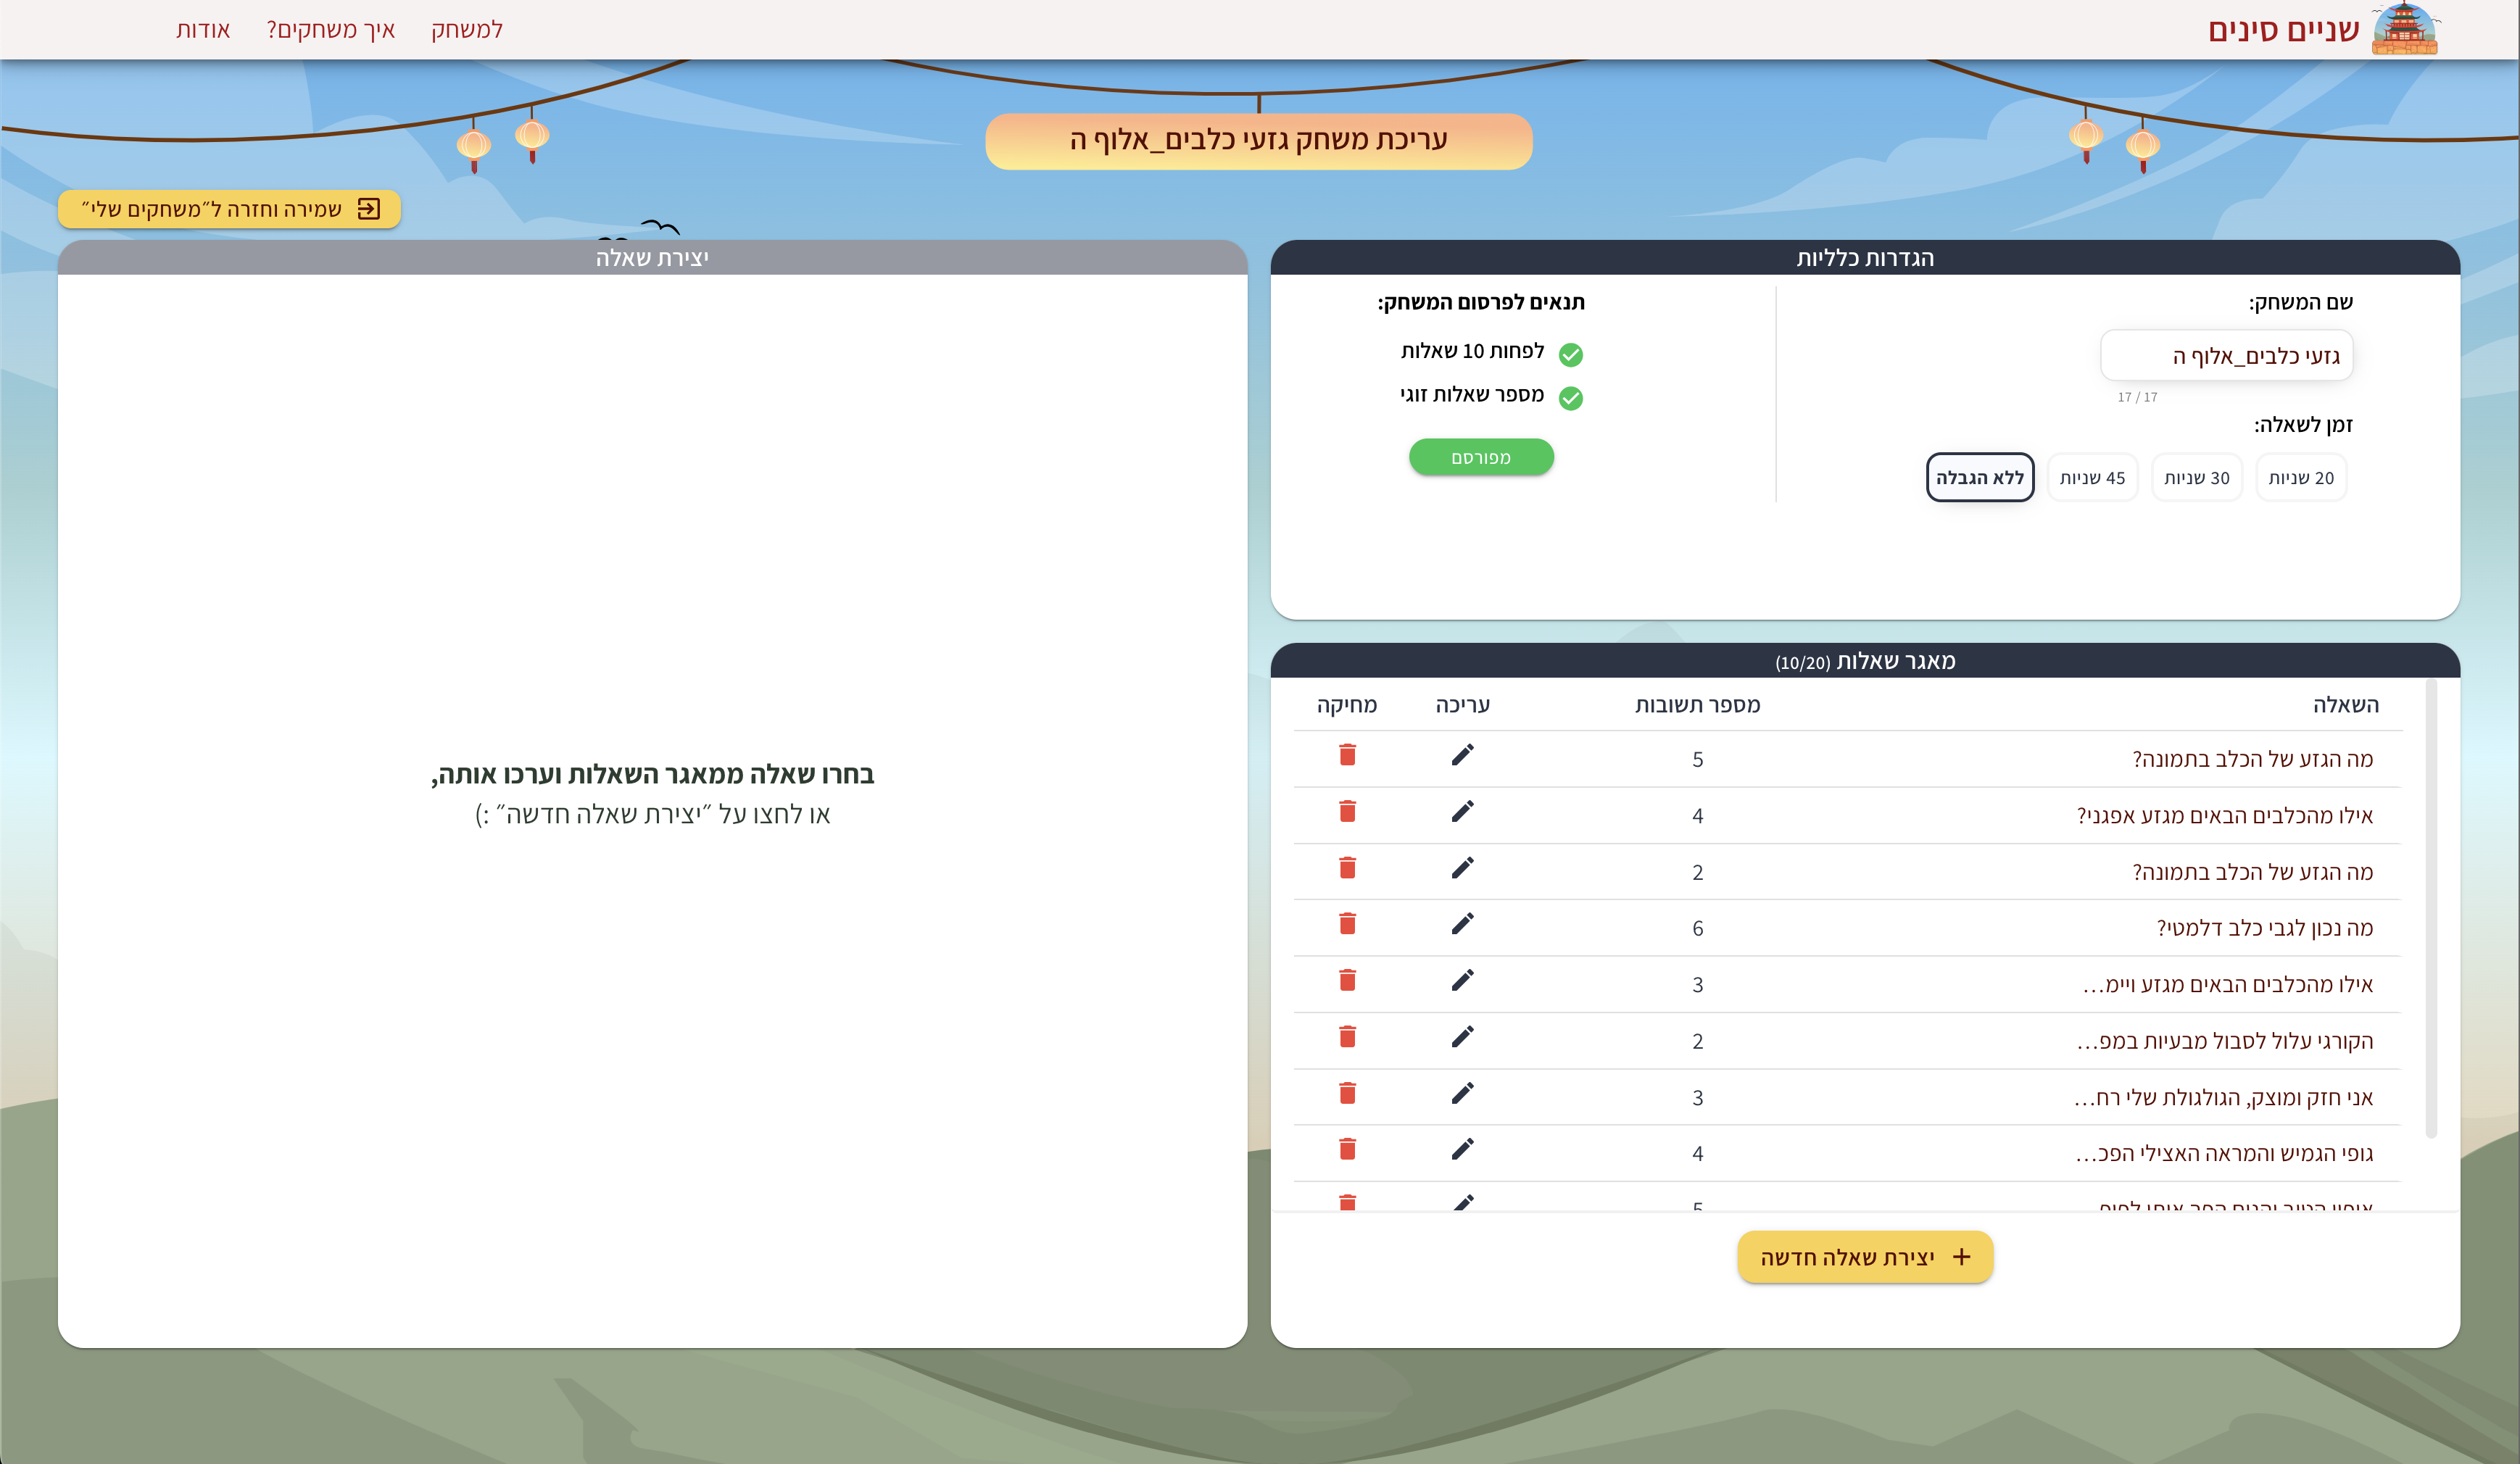 שניים סינים
למשחק
איך משחקים?
אודות
עריכת משחק גזעי כלבים_אלוף ה
שמירה וחזרה ל״משחקים שלי״
הגדרות כלליות
שם המשחק:
גזעי כלבים_אלוף ה
17 / 17
זמן לשאלה:
20 שניות
30 שניות
45 שניות
ללא הגבלה
תנאים לפרסום המשחק:
לפחות 10 שאלות
מספר שאלות זוגי
מפורסם
מאגר שאלות (10/20)
השאלה מספר תשובות עריכה מחיקה
מה הגזע של הכלב בתמונה? 5
אילו מהכלבים הבאים מגזע אפגני? 4
מה הגזע של הכלב בתמונה? 2
מה נכון לגבי כלב דלמטי? 6
אילו מהכלבים הבאים מגזע ויימ... 3
הקורגי עלול לסבול מבעיות במפ... 2
אני חזק ומוצק, הגולגולת שלי רח... 3
גופי הגמיש והמראה האצילי הפכ... 4
5
יצירת שאלה חדשה
יצירת שאלה
בחרו שאלה ממאגר השאלות וערכו אותה,
או לחצו על ״יצירת שאלה חדשה״ :)